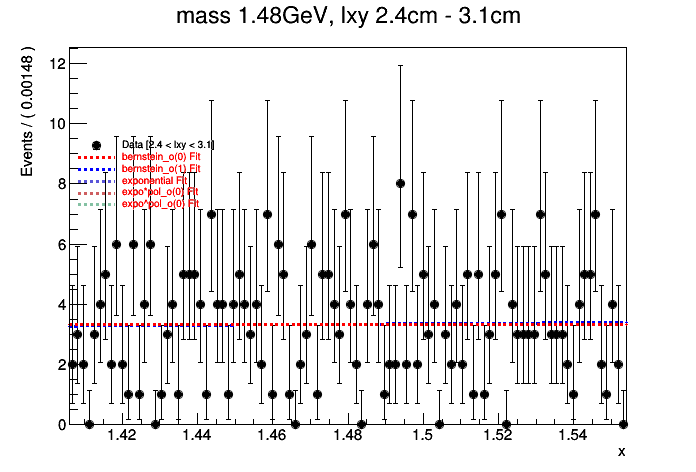 mass 1.48GeV, lxy 2.4cm - 3.1cm
Events / ( 0.00148 )
12
10
8
6
4
2
0
Data [2.4 < lxy < 3.1]
bernstein_o(0) Fit
bernstein_o(1) Fit
exponential Fit
expo*pol_o(0) Fit
expo*pol_o(0) Fit
1.42 1.44 1.46 1.48 1.5 1.52 1.54
x